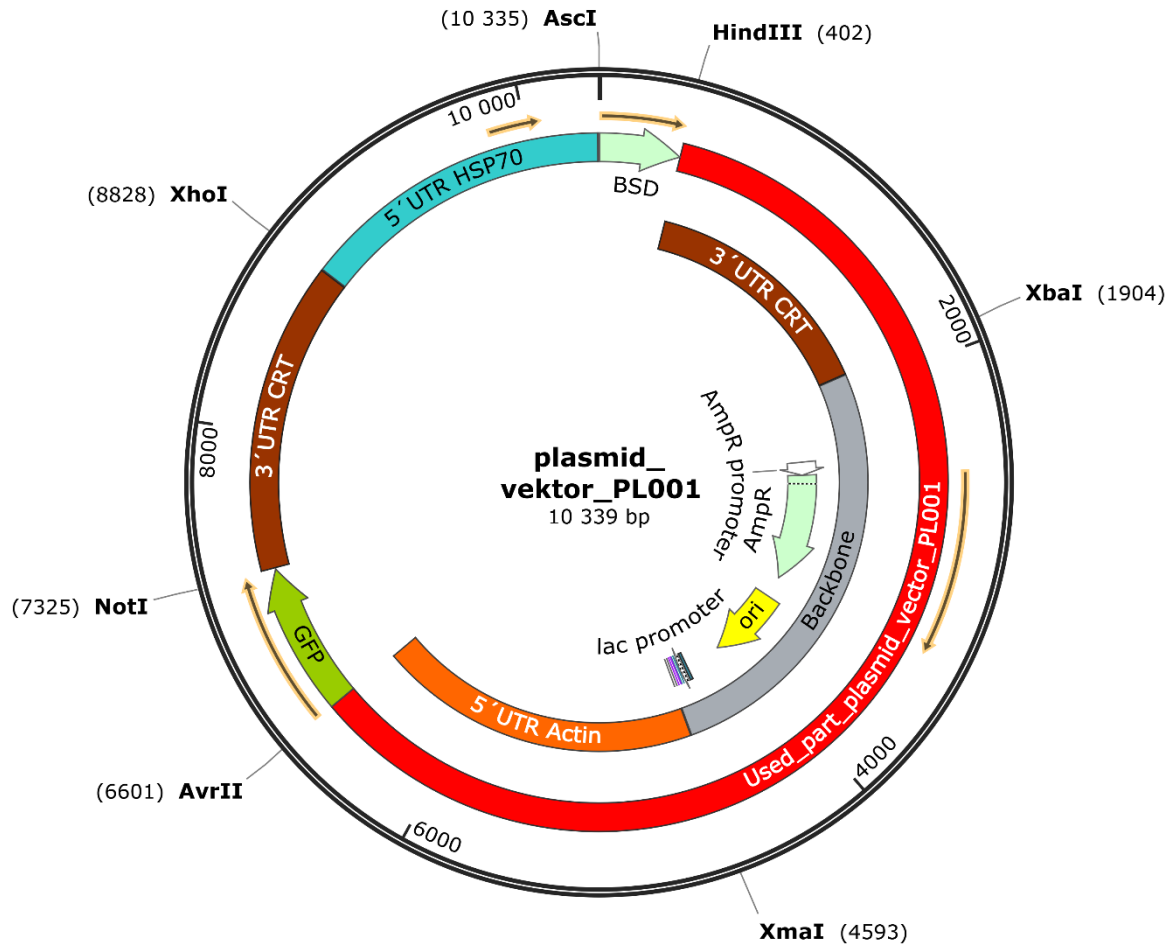 (10 335) AscI
HindIII (402)
10 000
5´UTR HSP70
BSD
(8828) XhoI
3´UTR CRT
XbaI (1904)
2000
3´UTR CRT
8000
AmpR promoter
AmpR
plasmid_
vektor_PL001
10 339 bp
Backbone
Used_part_plasmid_vector_PL001
ori
lac promoter
(7325) NotI
GFP
5´UTR Actin
(6601) AvrII
4000
6000
XmaI (4593)